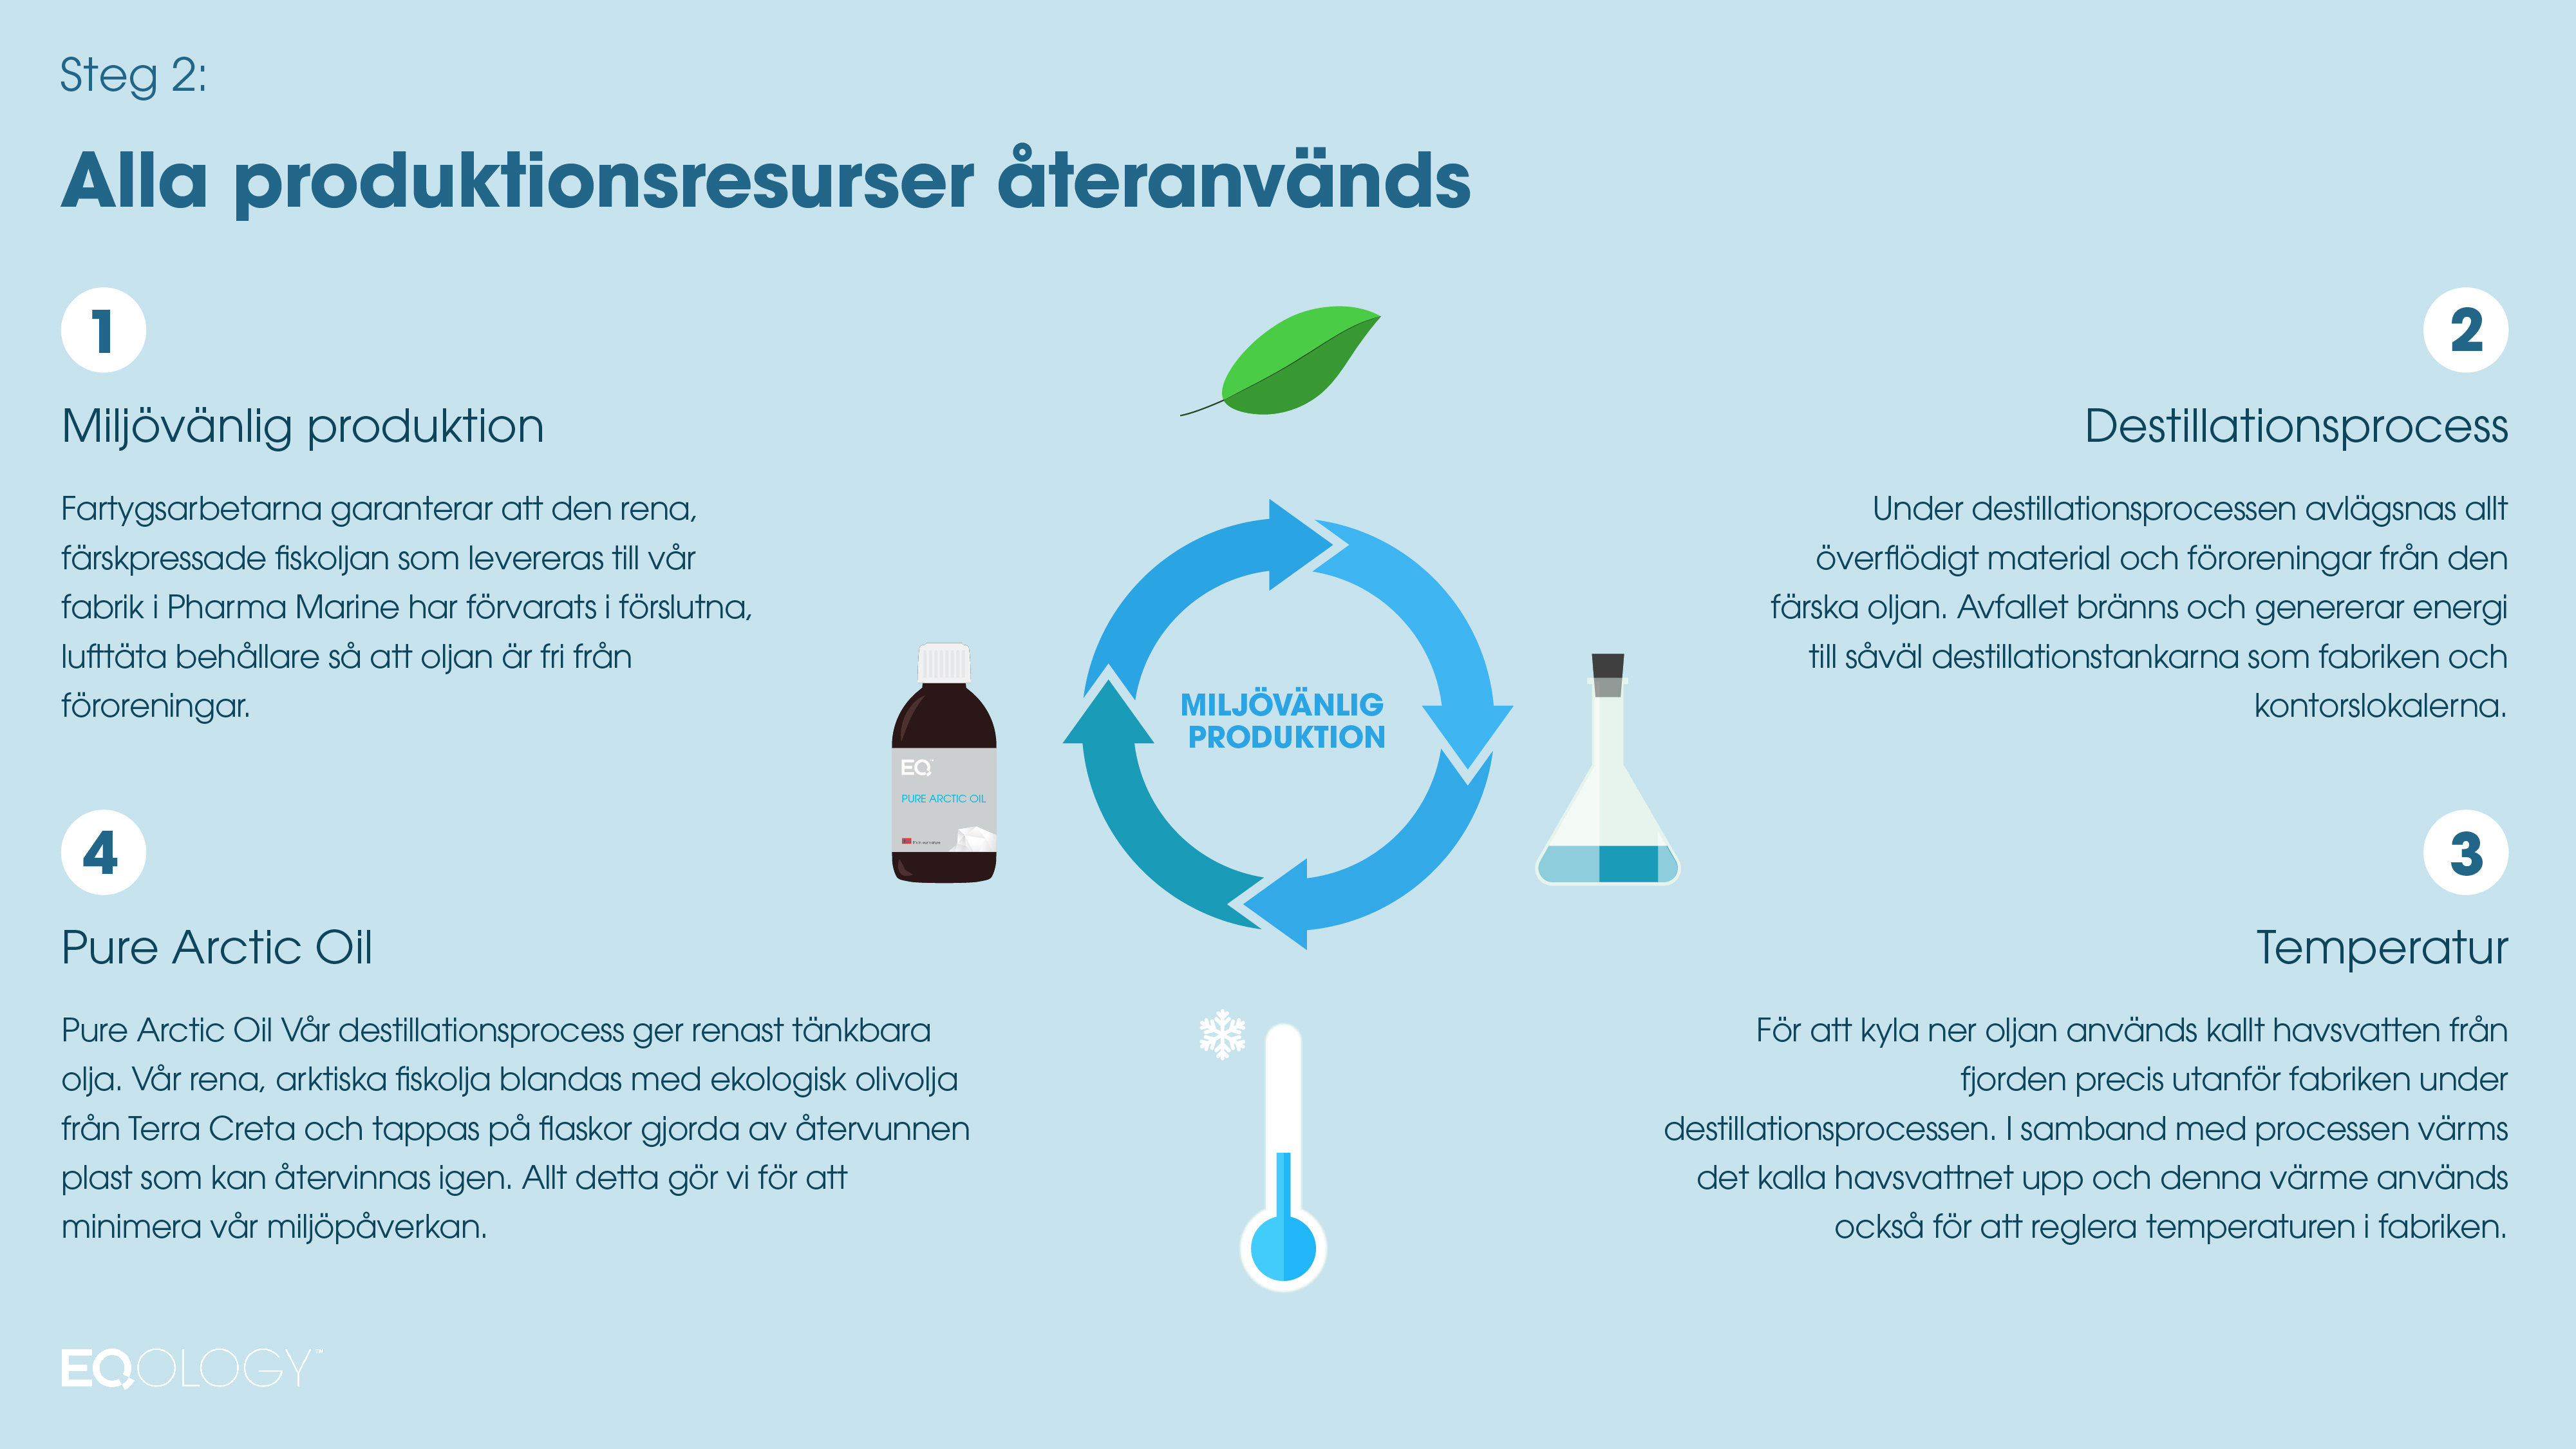 Steg 2:
Alla produktionsresurser återanvänds
1
Miljövänlig produktion
Fartygsarbetarna garanterar att den rena,
färskpressade fiskoljan som levereras till vår
fabrik i Pharma Marine har förvarats i förslutna,
lufttäta behållare så att oljan är fri från
föroreningar.
2
Destillationsprocess
Under destillationsprocessen avlägsnas allt
överflödigt material och föroreningar från den
färska oljan. Avfallet bränns och genererar energi
till såväl destillationstankarna som fabriken och
kontorslokalerna.
MILJÖVÄNLIG
PRODUKTION
EQ™
PURE ARCTIC OIL
3
Temperatur
För att kyla ner oljan används kallt havsvatten från
fjorden precis utanför fabriken under
destillationsprocessen. I samband med processen värms
det kalla havsvattnet upp och denna värme används
också för att reglera temperaturen i fabriken.
4
Pure Arctic Oil
Pure Arctic Oil Vår destillationsprocess ger renast tänkbara
olja. Vår rena, arktiska fiskolja blandas med ekologisk olivolja
från Terra Creta och tappas på flaskor gjorda av återvunnen
plast som kan återvinnas igen. Allt detta gör vi för att
minimera vår miljöpåverkan.
EQOLOGY™